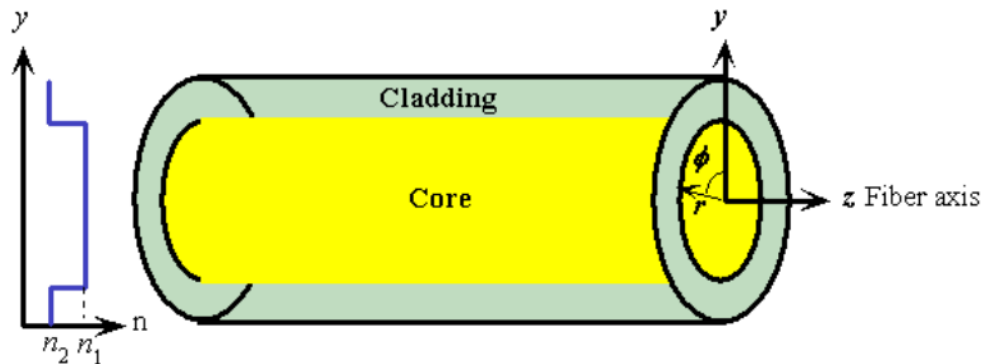 y
n
n₂ n₁
Cladding
Core
y
ϕ
r
z Fiber axis